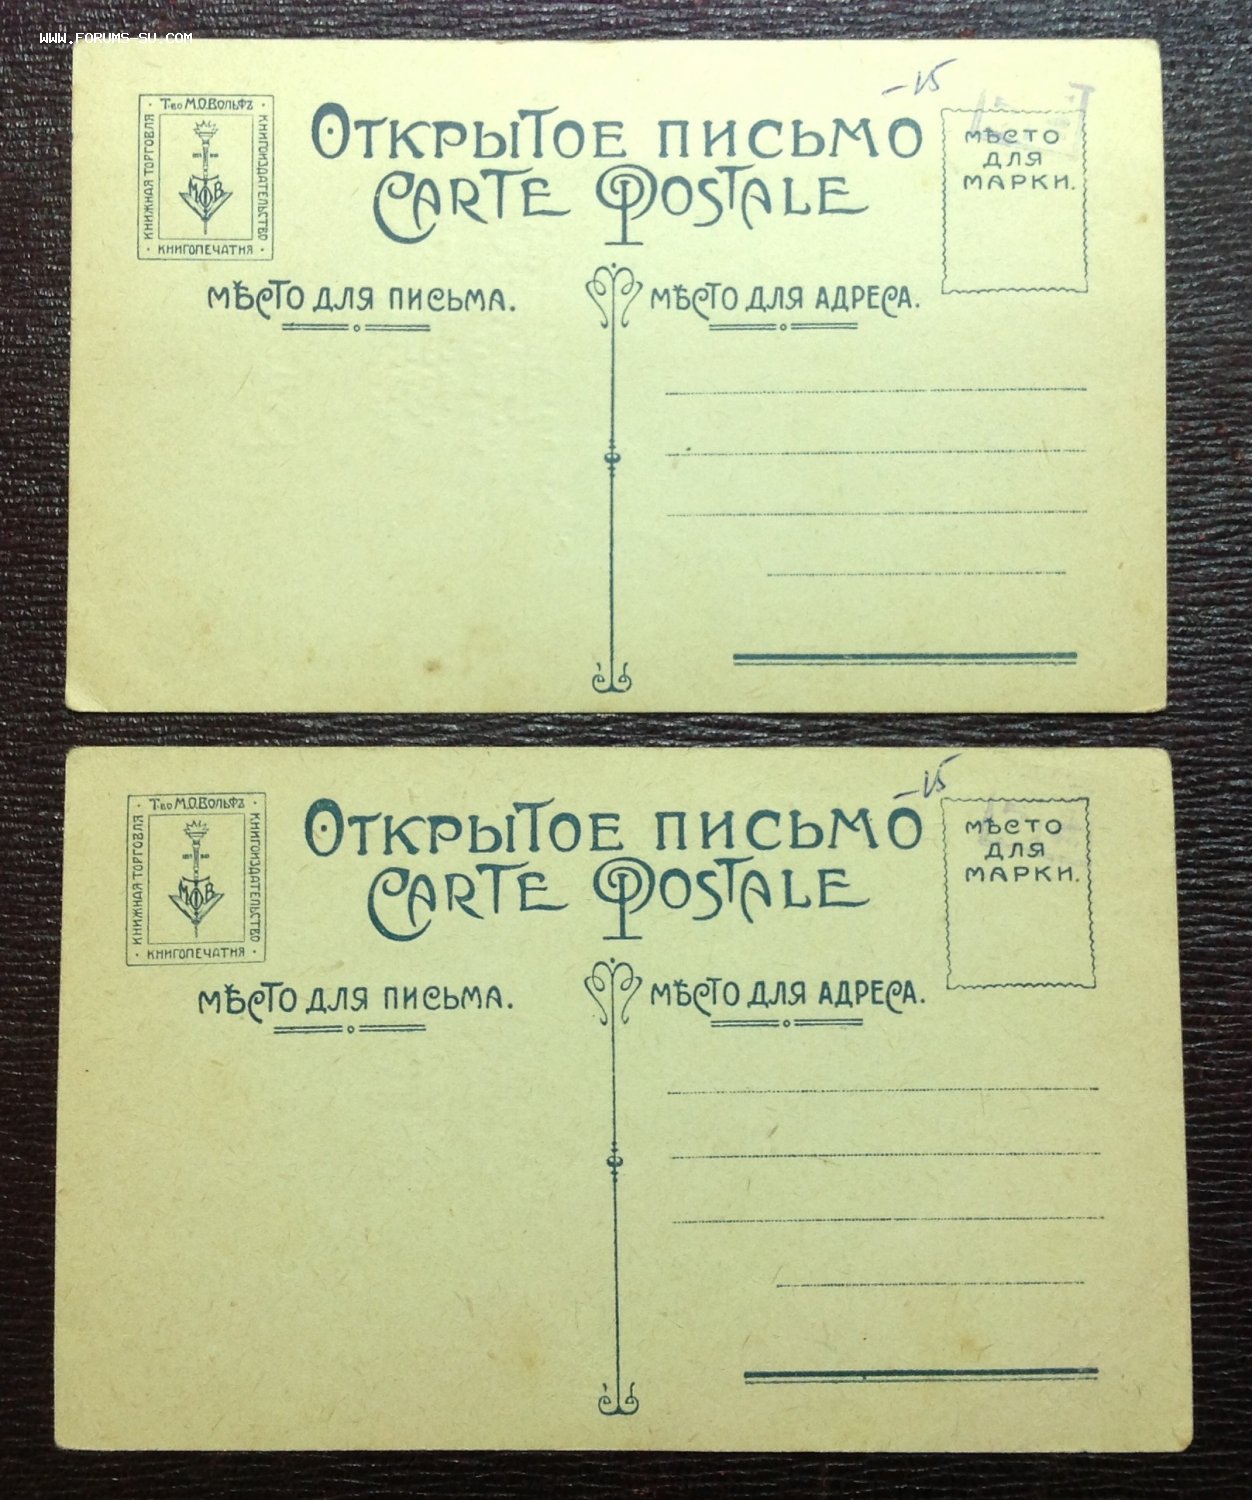 WWW.FORUMS-SU.COM
Т-во М.О.ВОЛЬФЪ
КНИЖНАЯ ТОРГОВЛЯ
КНИГОИЗДАТЕЛЬСТВО
МОВ
КНИГОПЕЧАТНЯ
ОТКРЫТОЕ ПИСЬМО
CARTE POSTALE
-15
МѢСТО
ДЛЯ
МАРКИ.
МѢСТО ДЛЯ ПИСЬМА.
МѢСТО ДЛЯ АДРЕСА.
Т-во М.О.ВОЛЬФЪ
КНИЖНАЯ ТОРГОВЛЯ
КНИГОИЗДАТЕЛЬСТВО
МОВ
КНИГОПЕЧАТНЯ
ОТКРЫТОЕ ПИСЬМО
CARTE POSTALE
-15
МѢСТО
ДЛЯ
МАРКИ.
МѢСТО ДЛЯ ПИСЬМА.
МѢСТО ДЛЯ АДРЕСА.